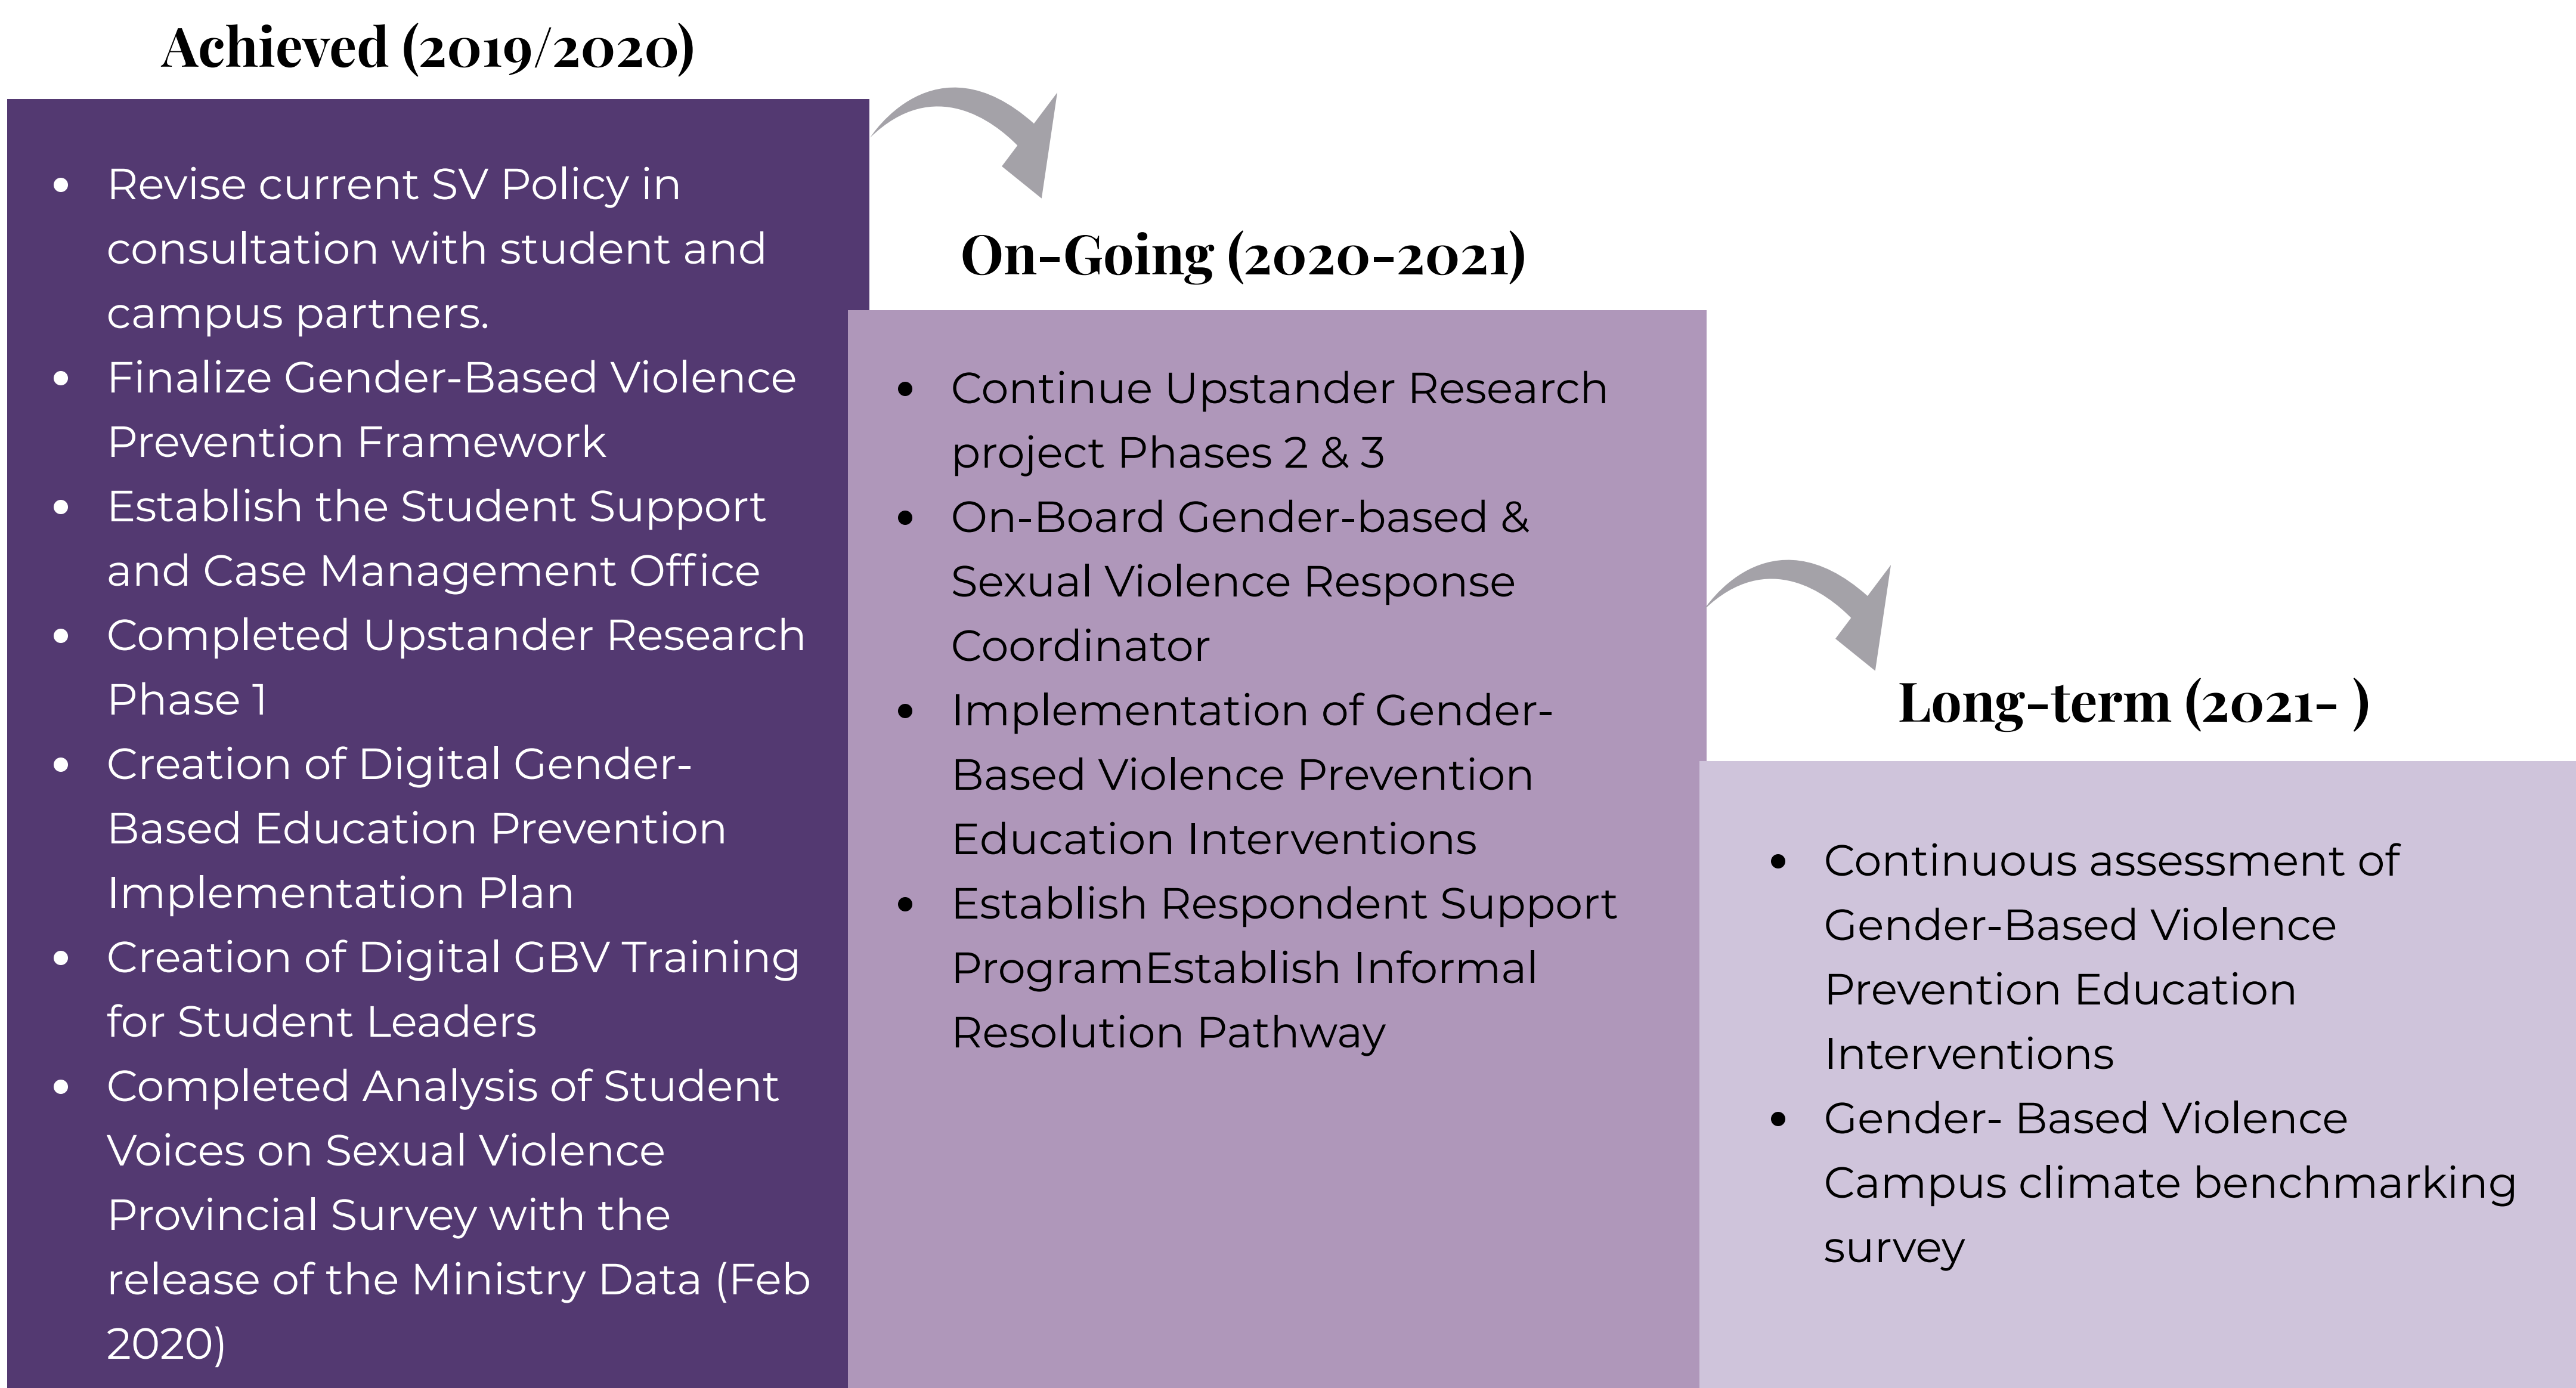 Achieved (2019/2020)
• Revise current SV Policy in
consultation with student and
campus partners.
• Finalize Gender-Based Violence
Prevention Framework
• Establish the Student Support
and Case Management Office
• Completed Upstander Research
Phase 1
• Creation of Digital Gender-
Based Education Prevention
Implementation Plan
• Creation of Digital GBV Training
for Student Leaders
• Completed Analysis of Student
Voices on Sexual Violence
Provincial Survey with the
release of the Ministry Data (Feb
2020)
On-Going (2020-2021)
• Continue Upstander Research
project Phases 2 & 3
• On-Board Gender-based &
Sexual Violence Response
Coordinator
• Implementation of Gender-
Based Violence Prevention
Education Interventions
• Establish Respondent Support
ProgramEstablish Informal
Resolution Pathway
Long-term (2021- )
• Continuous assessment of
Gender-Based Violence
Prevention Education
Interventions
• Gender- Based Violence
Campus climate benchmarking
survey